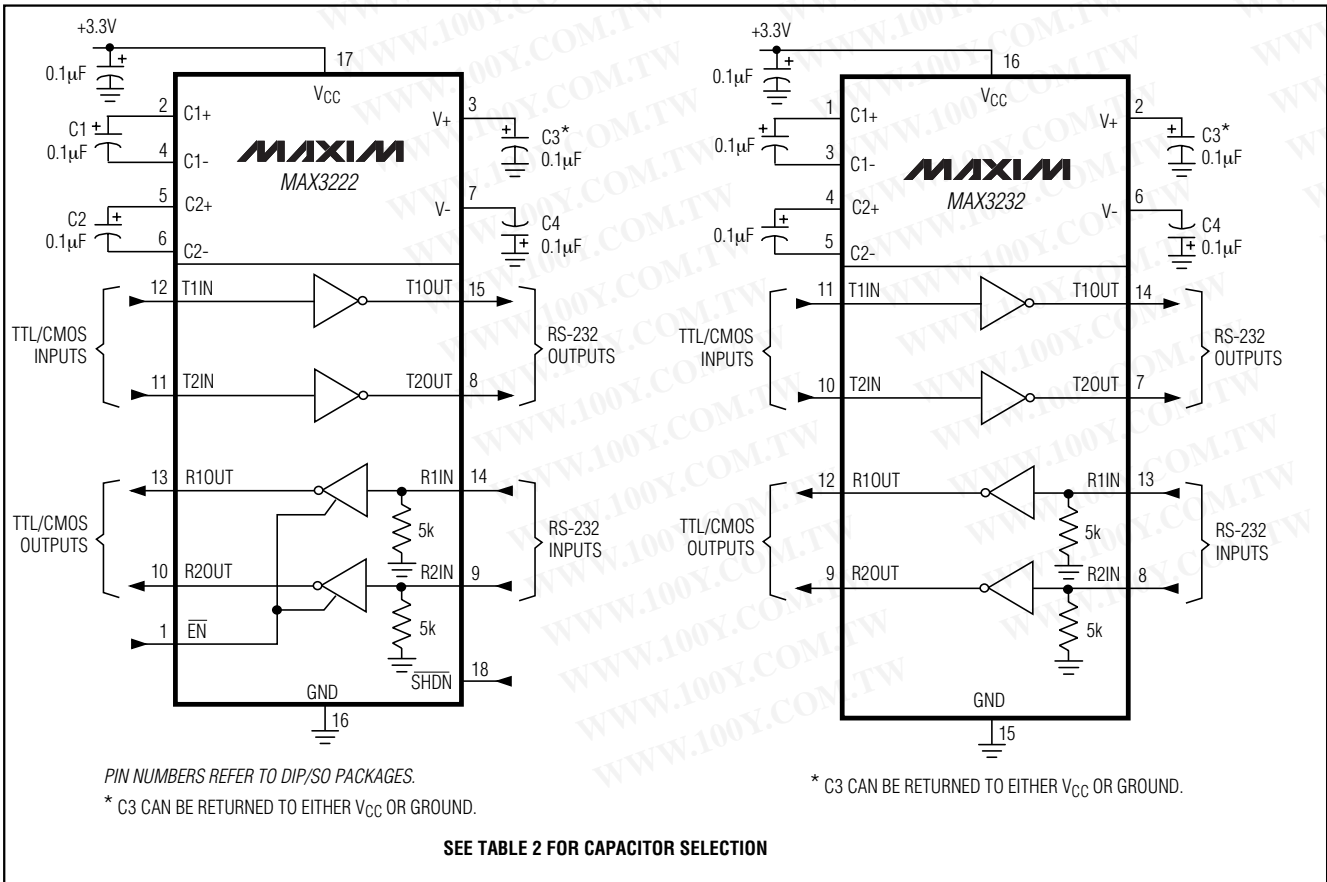 +3.3V
0.1µF
+
17
VCC
2
C1+
C1
+
0.1µF
4
C1-
5
C2+
C2
+
0.1µF
6
C2-
MAXIM
MAX3222
V+
3
+
C3*
0.1µF
V-
7
C4
0.1µF
+
TTL/CMOS
INPUTS
12
T1IN
T1OUT
15
11
T2IN
T2OUT
8
RS-232
OUTPUTS
TTL/CMOS
OUTPUTS
13
R1OUT
R1IN
14
5k
10
R2OUT
R2IN
9
5k
RS-232
INPUTS
1
EN
SHDN
18
GND
16
PIN NUMBERS REFER TO DIP/SO PACKAGES.
* C3 CAN BE RETURNED TO EITHER VCC OR GROUND.
+3.3V
0.1µF
+
16
VCC
1
C1+
+
0.1µF
3
C1-
4
C2+
+
0.1µF
5
C2-
MAXIM
MAX3232
V+
2
+
C3*
0.1µF
V-
6
C4
0.1µF
+
TTL/CMOS
INPUTS
11
T1IN
T1OUT
14
10
T2IN
T2OUT
7
RS-232
OUTPUTS
TTL/CMOS
OUTPUTS
12
R1OUT
R1IN
13
5k
9
R2OUT
R2IN
8
5k
RS-232
INPUTS
GND
15
* C3 CAN BE RETURNED TO EITHER VCC OR GROUND.
SEE TABLE 2 FOR CAPACITOR SELECTION
WWW.100Y.COM.TW